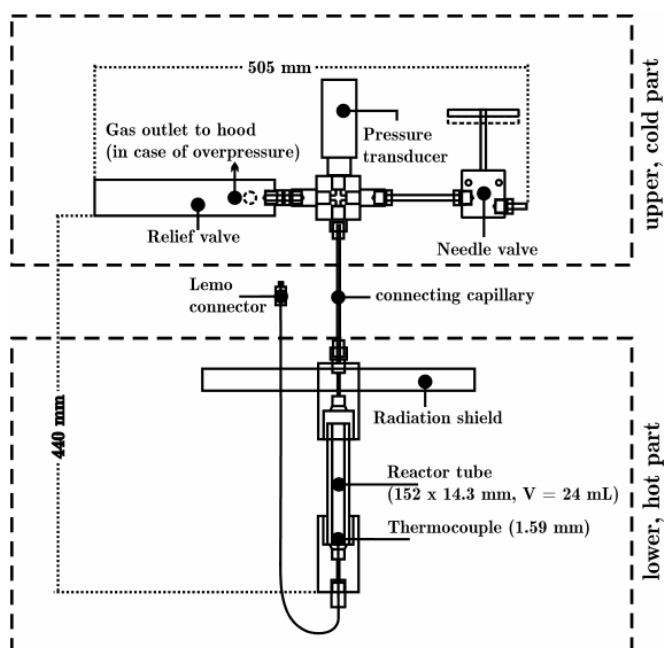 505 mm
Gas outlet to hood
(in case of overpressure)
Pressure
transducer
Relief valve
Needle valve
upper, cold part
Lemo
connector
connecting capillary
440 mm
Radiation shield
Reactor tube
(152 x 14.3 mm, V = 24 mL)
Thermocouple (1.59 mm)
lower, hot part